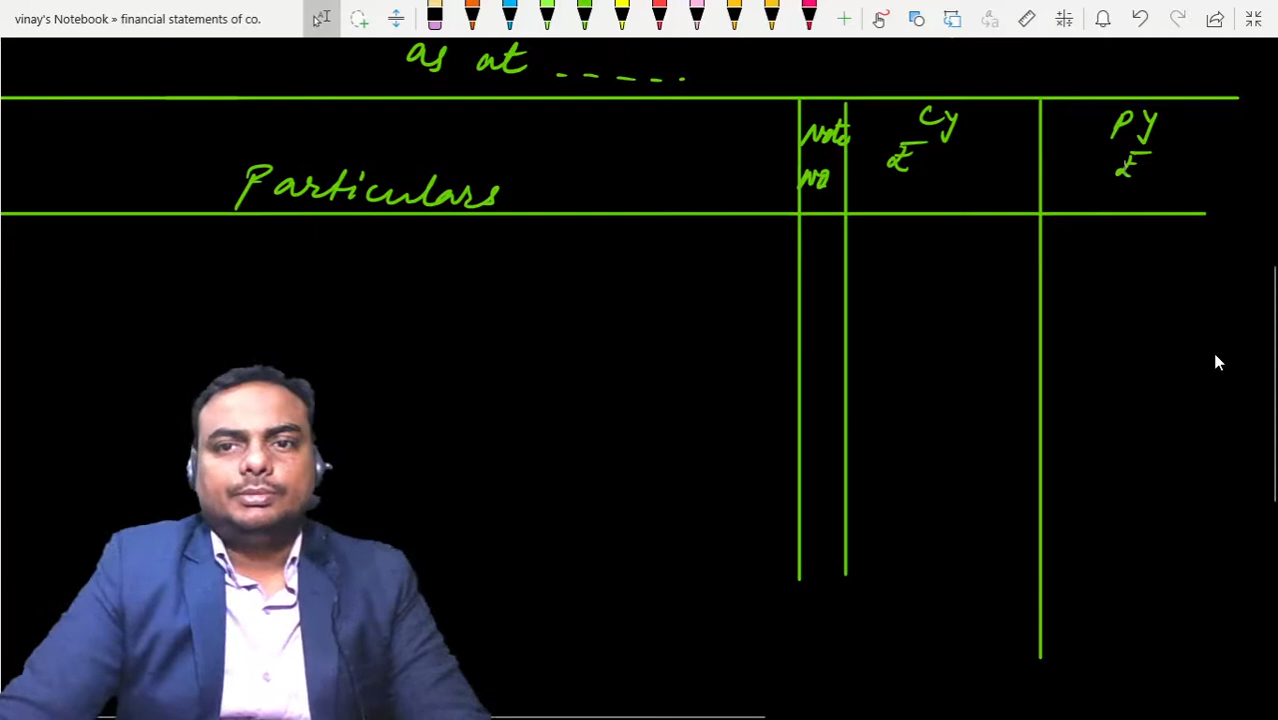 vinay's Notebook » financial statements of co.
as at -----
Particulars
Note
No
Cy
₹
Py
₹